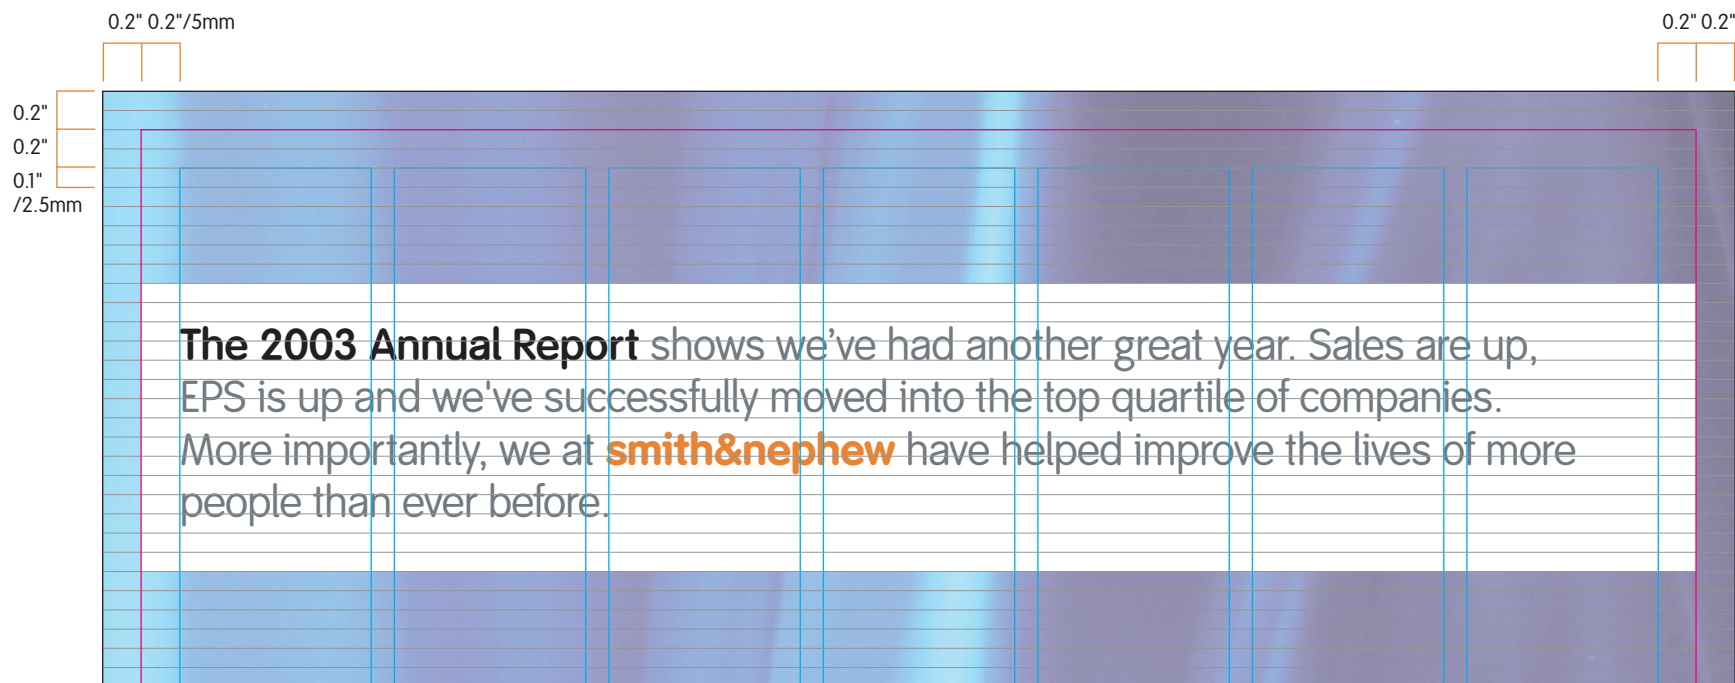 0.2" 0.2"/5mm
0.2" 0.2"
0.2"
0.2"
0.1"
/2.5mm
The 2003 Annual Report shows we’ve had another great year. Sales are up,
EPS is up and we've successfully moved into the top quartile of companies.
More importantly, we at smith&nephew have helped improve the lives of more
people than ever before.